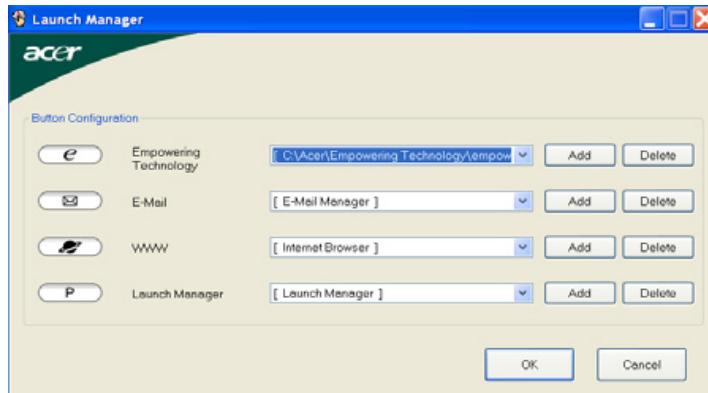 Launch Manager
acer
Button Configuration
e Empowering Technology [ C:\Acer\Empowering Technology\empow Add Delete
E-Mail [ E-Mail Manager ] Add Delete
WWW [ Internet Browser ] Add Delete
P Launch Manager [ Launch Manager ] Add Delete
OK Cancel